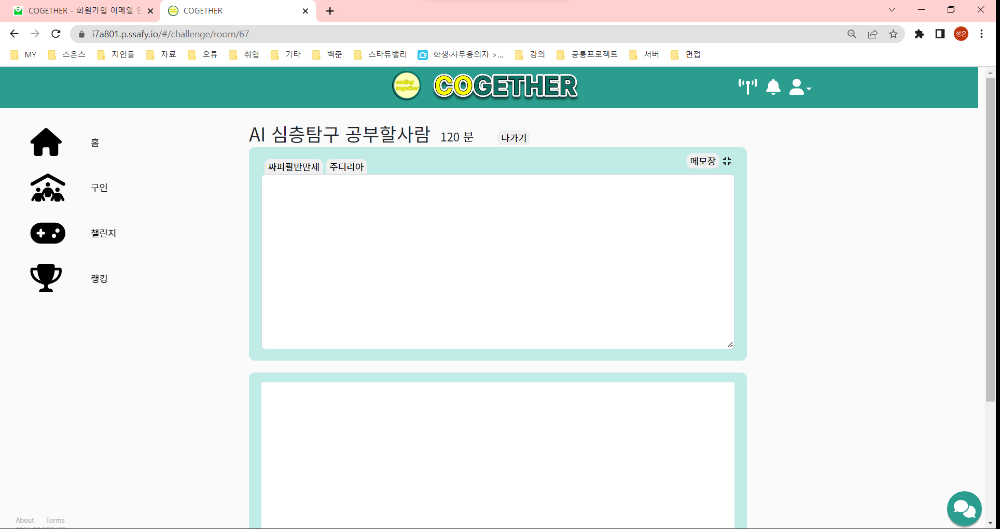 COGETHER - 회원가입 이메일
COGETHER
i7a801.p.ssafy.io/#/challenge/room/67
성은
MY 스온스 지인들 자료 오류 취업 기타 백준 스타듀밸리 학생·사무용의자 >... 강의 공통프로젝트 서버 면접
coding
together
COGETHER
홈
구인
챌린지
랭킹
AI 심층탐구 공부할사람 120 분 나가기
싸피팔반만세 주디리아 메모장
About Terms